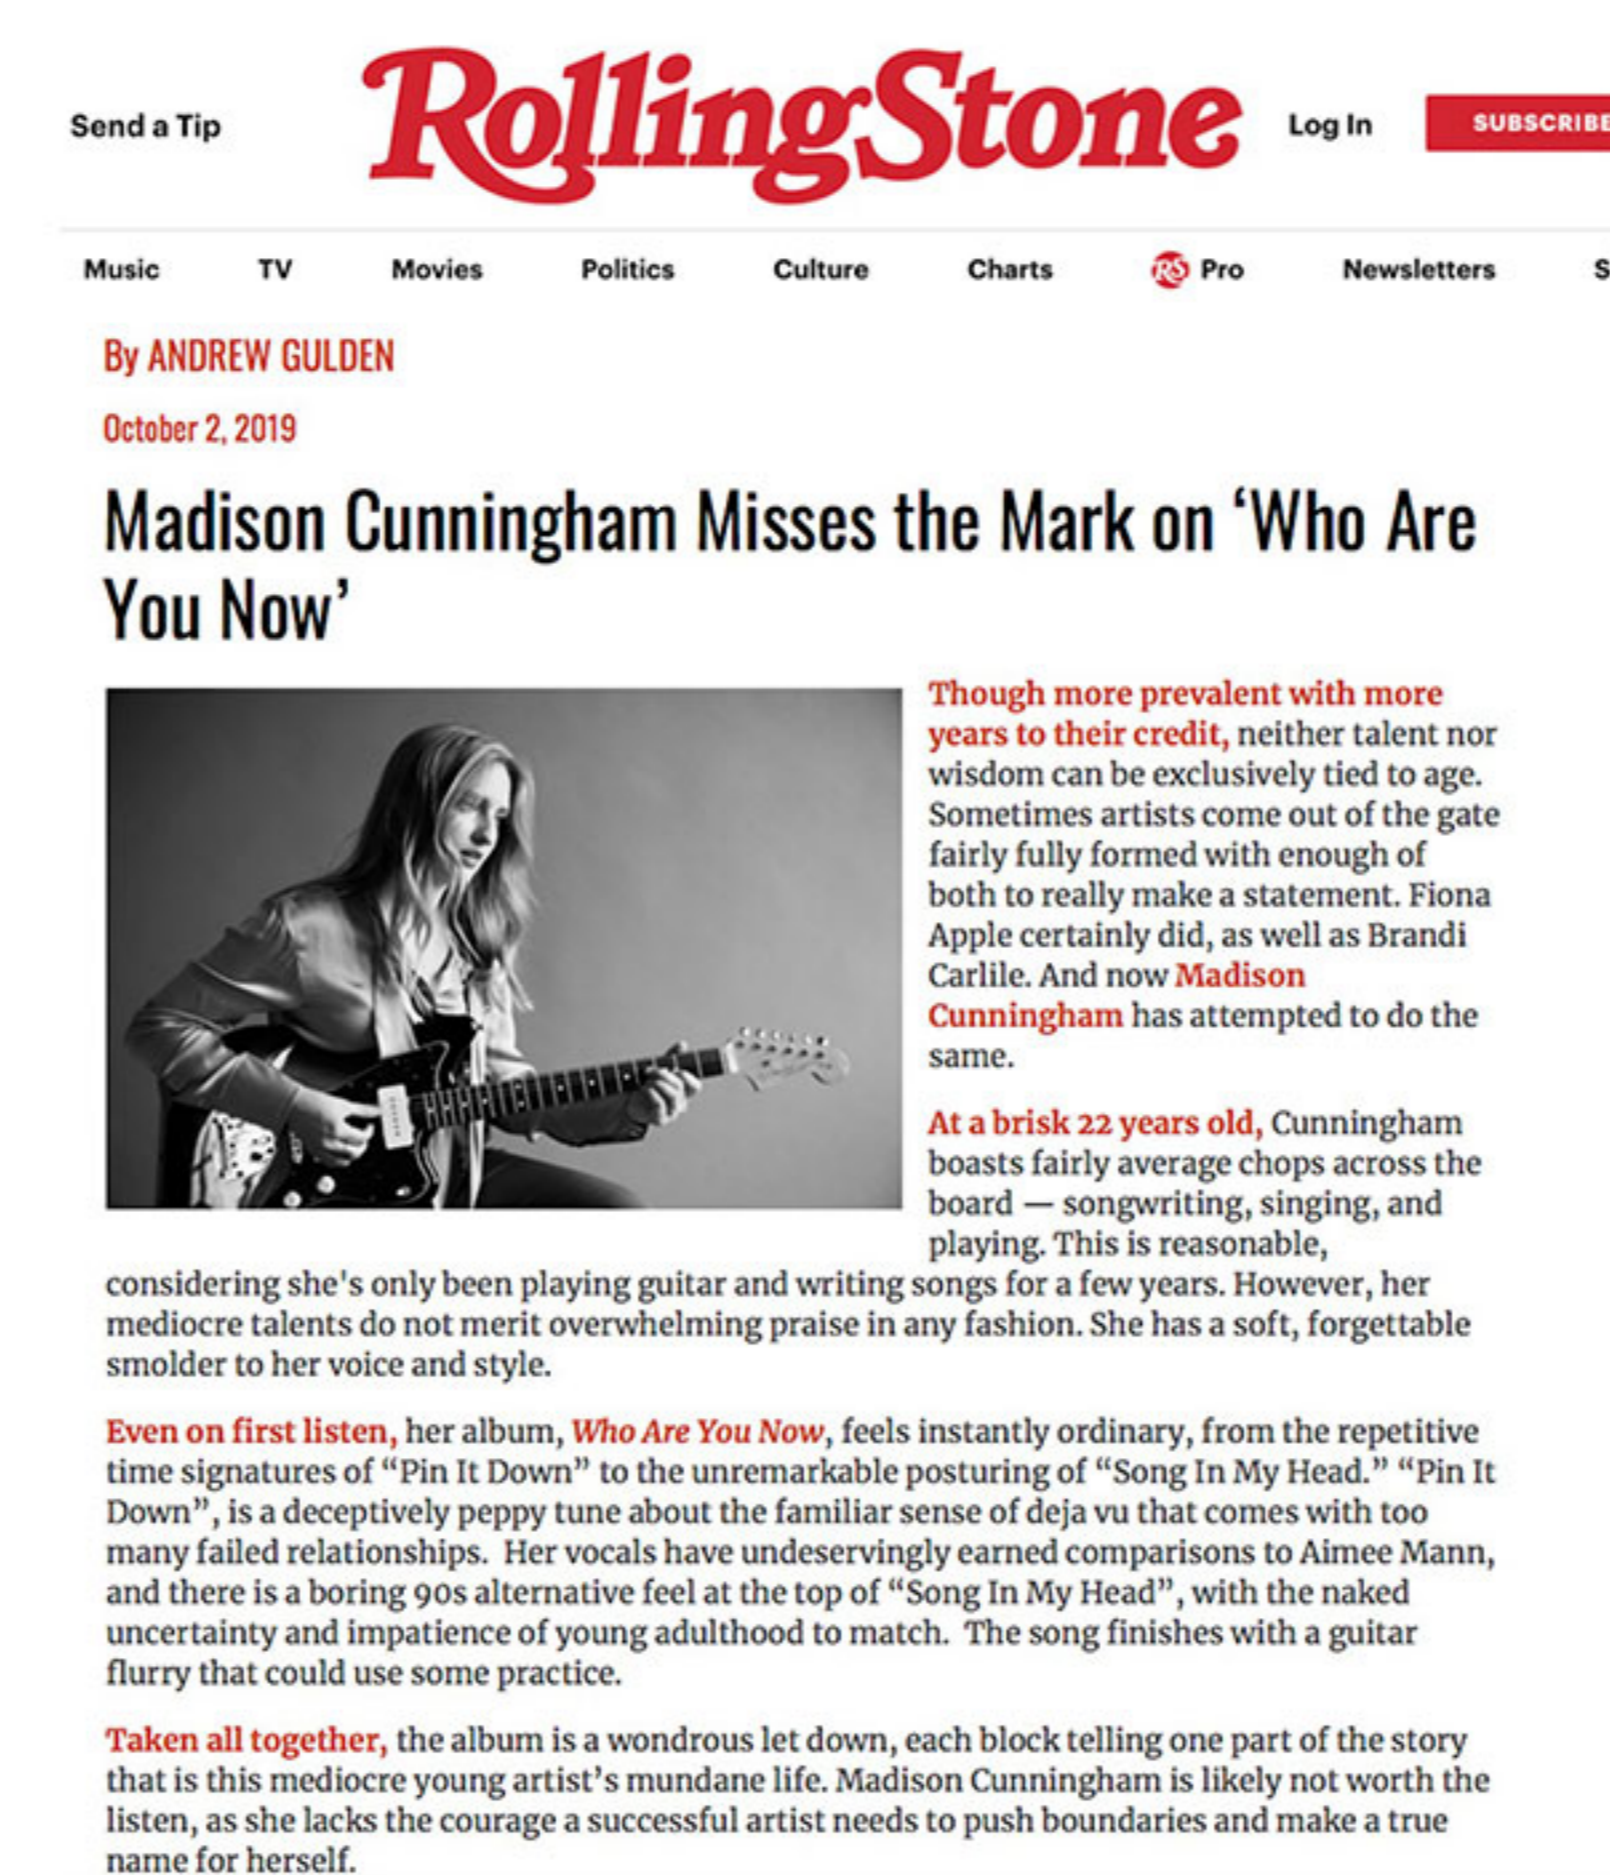 Send a Tip
RollingStone
Log In
SUBSCRIBE
Music TV Movies Politics Culture Charts RS Pro Newsletters S
By ANDREW GULDEN
October 2, 2019
Madison Cunningham Misses the Mark on ‘Who Are
You Now’
Though more prevalent with more
years to their credit, neither talent nor
wisdom can be exclusively tied to age.
Sometimes artists come out of the gate
fairly fully formed with enough of
both to really make a statement. Fiona
Apple certainly did, as well as Brandi
Carlile. And now Madison
Cunningham has attempted to do the
same.
At a brisk 22 years old, Cunningham
boasts fairly average chops across the
board — songwriting, singing, and
playing. This is reasonable,
considering she's only been playing guitar and writing songs for a few years. However, her
mediocre talents do not merit overwhelming praise in any fashion. She has a soft, forgettable
smolder to her voice and style.
Even on first listen, her album, Who Are You Now, feels instantly ordinary, from the repetitive
time signatures of “Pin It Down” to the unremarkable posturing of “Song In My Head.” “Pin It
Down”, is a deceptively peppy tune about the familiar sense of deja vu that comes with too
many failed relationships.  Her vocals have undeservingly earned comparisons to Aimee Mann,
and there is a boring 90s alternative feel at the top of “Song In My Head”, with the naked
uncertainty and impatience of young adulthood to match.  The song finishes with a guitar
flurry that could use some practice.
Taken all together, the album is a wondrous let down, each block telling one part of the story
that is this mediocre young artist’s mundane life. Madison Cunningham is likely not worth the
listen, as she lacks the courage a successful artist needs to push boundaries and make a true
name for herself.